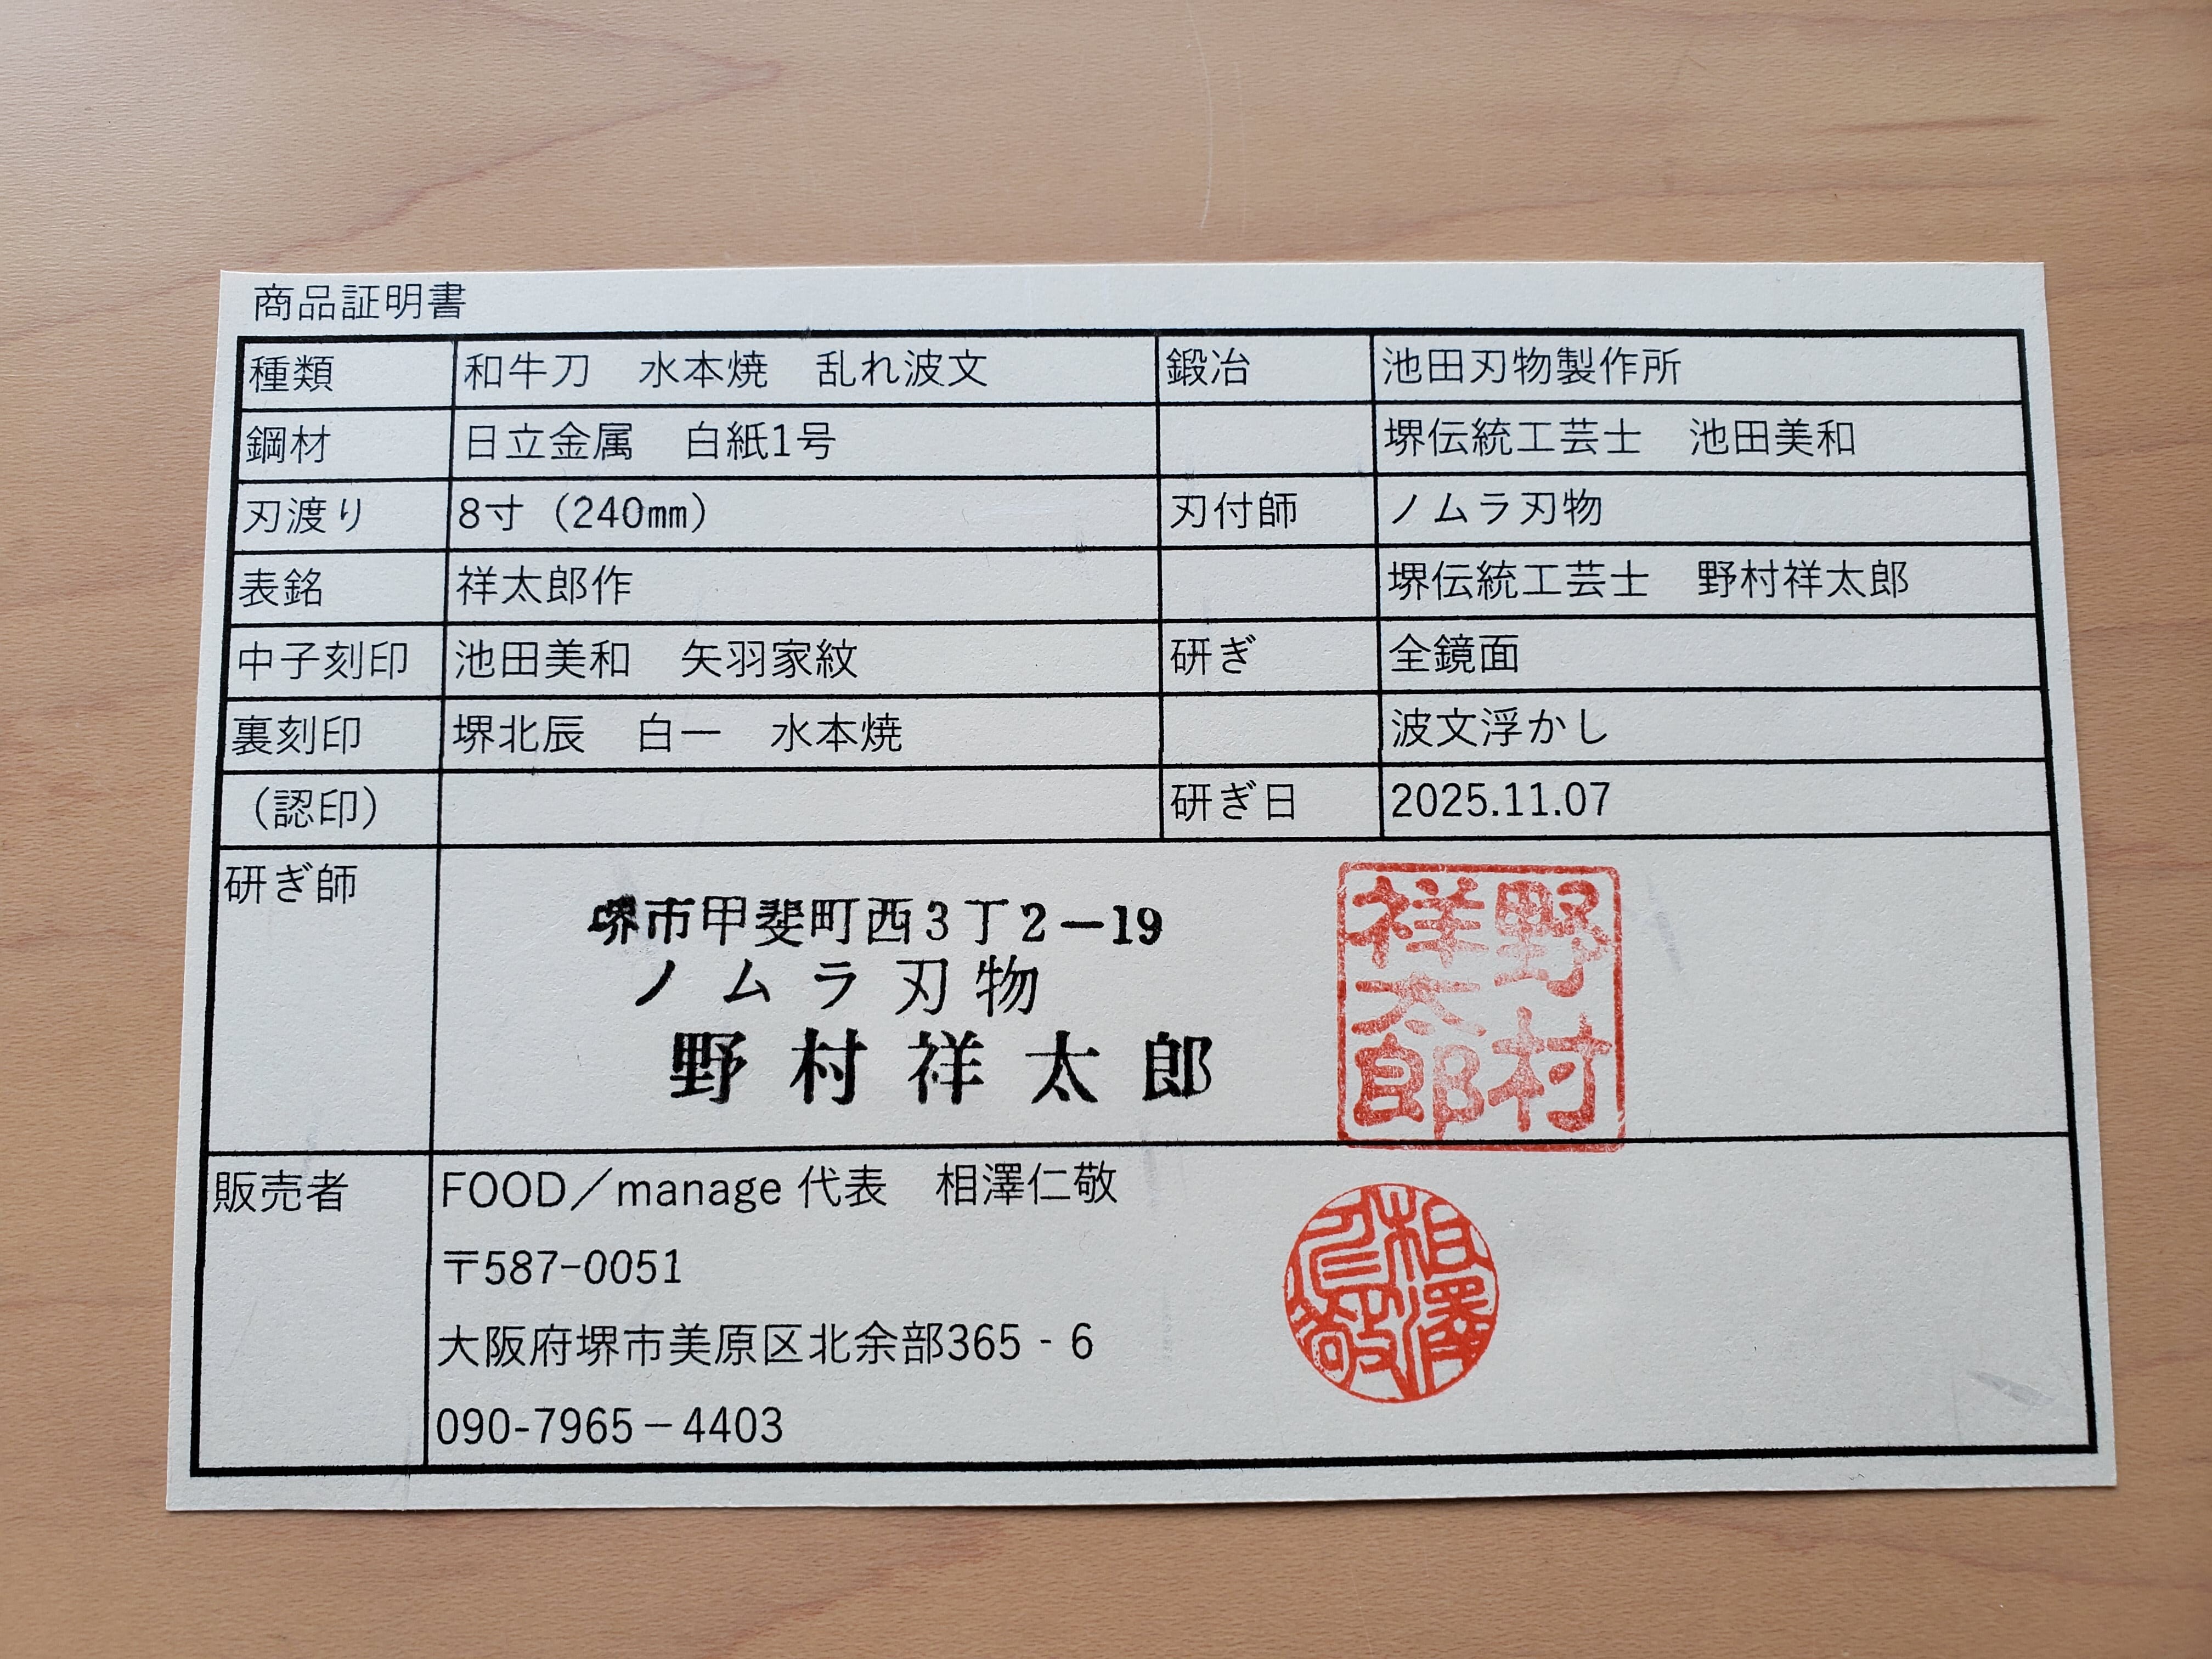 商品証明書
種類 和牛刀 水本焼 乱れ波文 鍛冶 池田刃物製作所
鋼材 日立金属 白紙1号 堺伝統工芸士 池田美和
刃渡り 8寸（240㎜） 刃付師 ノムラ刃物
表銘 祥太郎作 堺伝統工芸士 野村祥太郎
中子刻印 池田美和 矢羽家紋 研ぎ 全鏡面
裏刻印 堺北辰 白一 水本焼 波文浮かし
（認印） 研ぎ日 2025.11.07
研ぎ師
堺市甲斐町西3丁2－19
ノムラ刃物
野村祥太郎
野村
祥太郎
販売者 FOOD／manage 代表 相澤仁敬
〒587-0051
大阪府堺市美原区北余部365‐6
090-7965－4403
相澤
仁敬